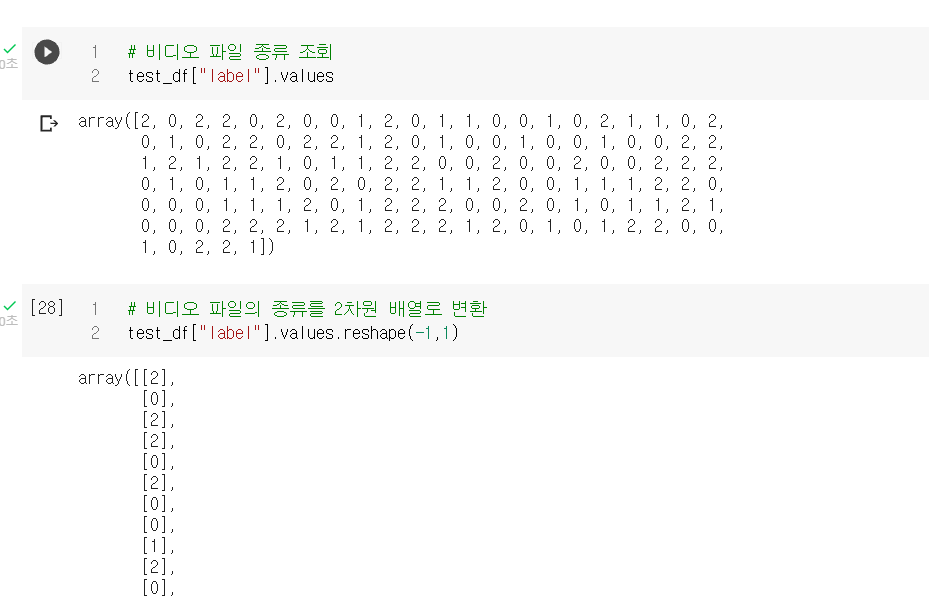 1 # 비디오 파일 종류 조회
0초 2 test_df["label"].values
array([2, 0, 2, 2, 0, 2, 0, 0, 1, 2, 0, 1, 1, 0, 0, 1, 0, 2, 1, 1, 0, 2,
0, 1, 0, 2, 2, 0, 2, 2, 1, 2, 0, 1, 0, 0, 1, 0, 0, 1, 0, 0, 2, 2,
1, 2, 1, 2, 2, 1, 0, 1, 1, 2, 2, 0, 0, 2, 0, 0, 2, 0, 0, 2, 2, 2,
0, 1, 0, 1, 1, 2, 0, 2, 0, 2, 2, 1, 1, 2, 0, 0, 1, 1, 1, 2, 2, 0,
0, 0, 0, 1, 1, 1, 2, 0, 1, 2, 2, 2, 0, 0, 2, 0, 1, 0, 1, 1, 2, 1,
0, 0, 0, 2, 2, 2, 1, 2, 1, 2, 2, 2, 1, 2, 0, 1, 0, 1, 2, 2, 0, 0,
1, 0, 2, 2, 1])
[28] 1 # 비디오 파일의 종류를 2차원 배열로 변환
0초 2 test_df["label"].values.reshape(-1,1)
array([[2],
[0],
[2],
[2],
[0],
[2],
[0],
[0],
[1],
[2],
[0],